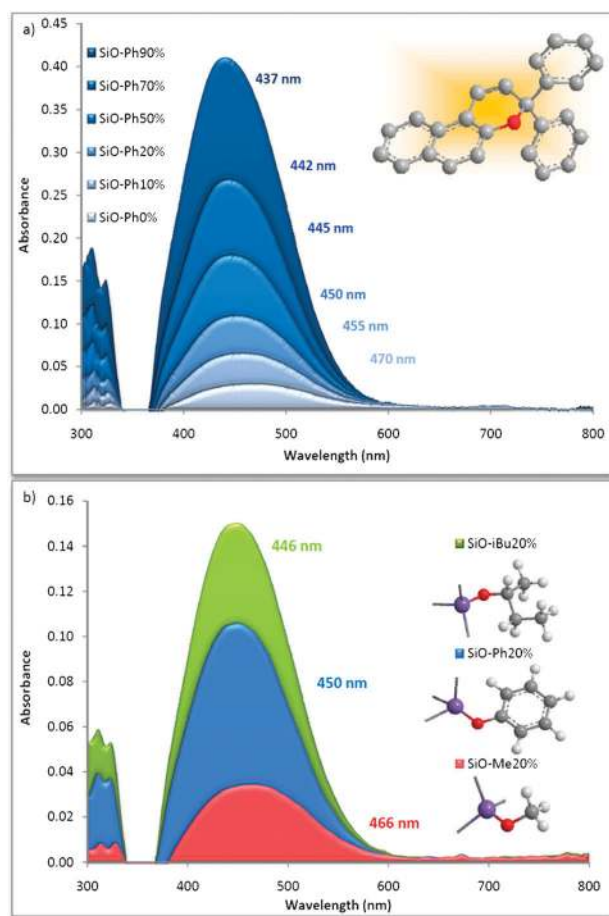 a)
0.45
0.40
0.35
0.30
0.25
0.20
0.15
0.10
0.05
0.00
Absorbance
SiO-Ph90%
SiO-Ph70%
SiO-Ph50%
SiO-Ph20%
SiO-Ph10%
SiO-Ph0%
437 nm
442 nm
445 nm
450 nm
455 nm
470 nm
300 400 500 600 700 800
Wavelength (nm)
b)
0.16
0.14
0.12
0.10
0.08
0.06
0.04
0.02
0.00
Absorbance
446 nm
450 nm
466 nm
SiO-iBu20%
SiO-Ph20%
SiO-Me20%
300 400 500 600 700 800
Wavelength (nm)